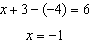 x + 3 − (−4) = 6
x = −1